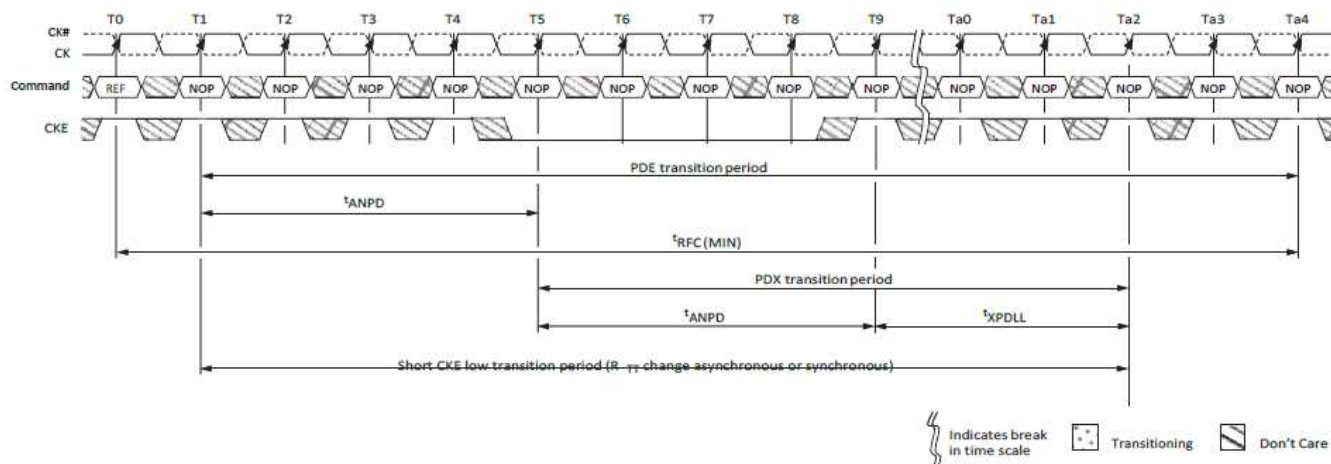 T0 T1 T2 T3 T4 T5 T6 T7 T8 T9 Ta0 Ta1 Ta2 Ta3 Ta4
CK#
CK
Command REF NOP NOP NOP NOP NOP NOP NOP NOP NOP NOP NOP NOP NOP NOP
CKE
PDE transition period
tANPD
tRFC (MIN)
PDX transition period
tANPD tXPDLL
Short CKE low transition period (R TT change asynchronous or synchronous)
Indicates break
in time scale
Transitioning
Don't Care